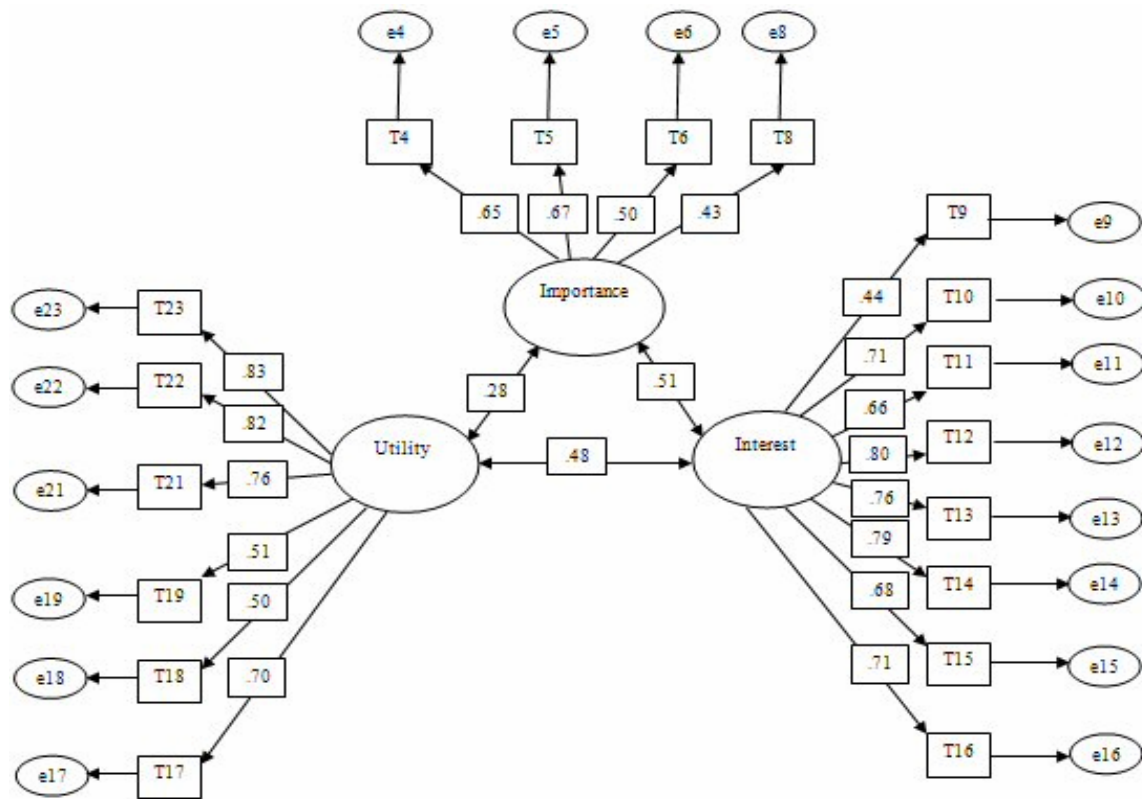 e4 e5 e6 e8
T4 T5 T6 T8
.65 .67 .50 .43
T9 e9
Importance
.44
T10 e10
e23 T23
.71
T11 e11
.83
.28
.51
e22 T22
.66
.82
Utility
.48
Interest
.80
T12 e12
e21 T21 .76
.76
T13 e13
.79
.51
T14 e14
e19 T19
.50
.68
T15 e15
e18 T18
.70
.71
T16 e16
e17 T17